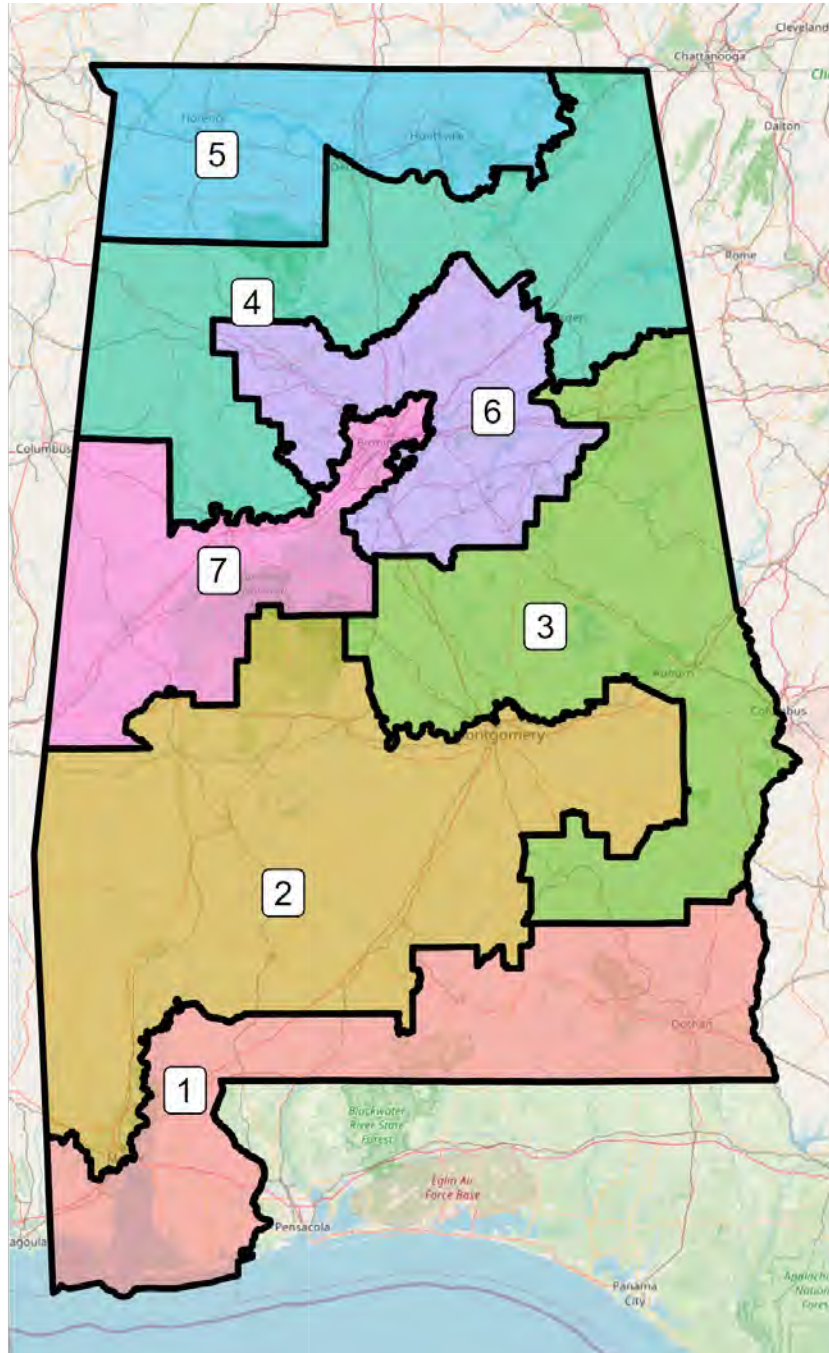 Cleveland
Chattanooga
Dalton
5
Huntsville
Rome
4
Columbus
6
7
3
Auburn
Columbus
Montgomery
2
Dothan
1
Blackwater
River State
Forest
Eglin Air
Force Base
Pensacola
agoula
Panama
City